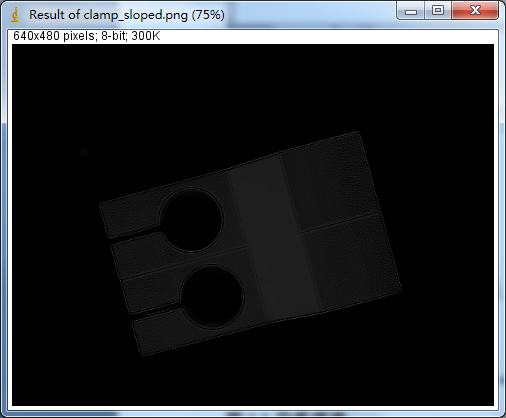 Result of clamp_sloped.png (75%)
640x480 pixels; 8-bit; 300K